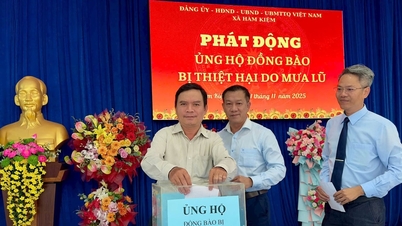 ĐẢNG ỦY - HĐND - UBND - UBMTTQ VIỆT NAM
XÃ HÀM KIỆM
PHÁT ĐỘNG
ỦNG HỘ ĐỒNG BÀO
BỊ THIỆT HẠI DO MƯA LŨ
11 năm 2025
ỦNG HỘ
ĐỒNG BÀO BỊ